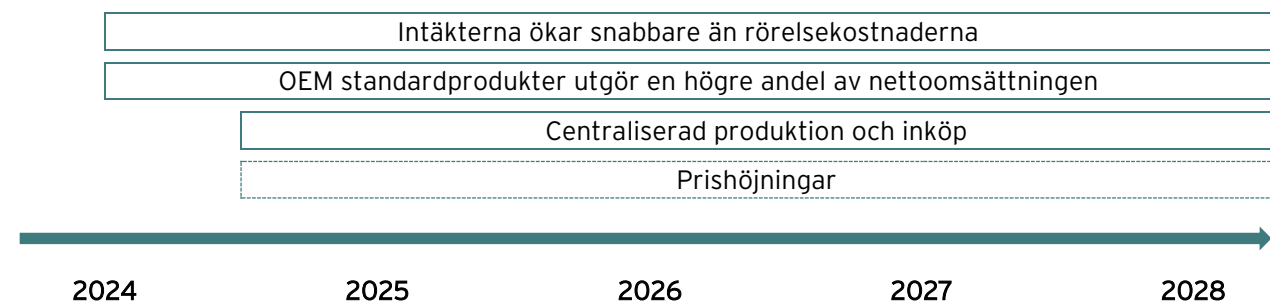 Intäkterna ökar snabbare än rörelsekostnaderna
OEM standardprodukter utgör en högre andel av nettoomsättningen
Centraliserad produktion och inköp
Prishöjningar
2024 2025 2026 2027 2028